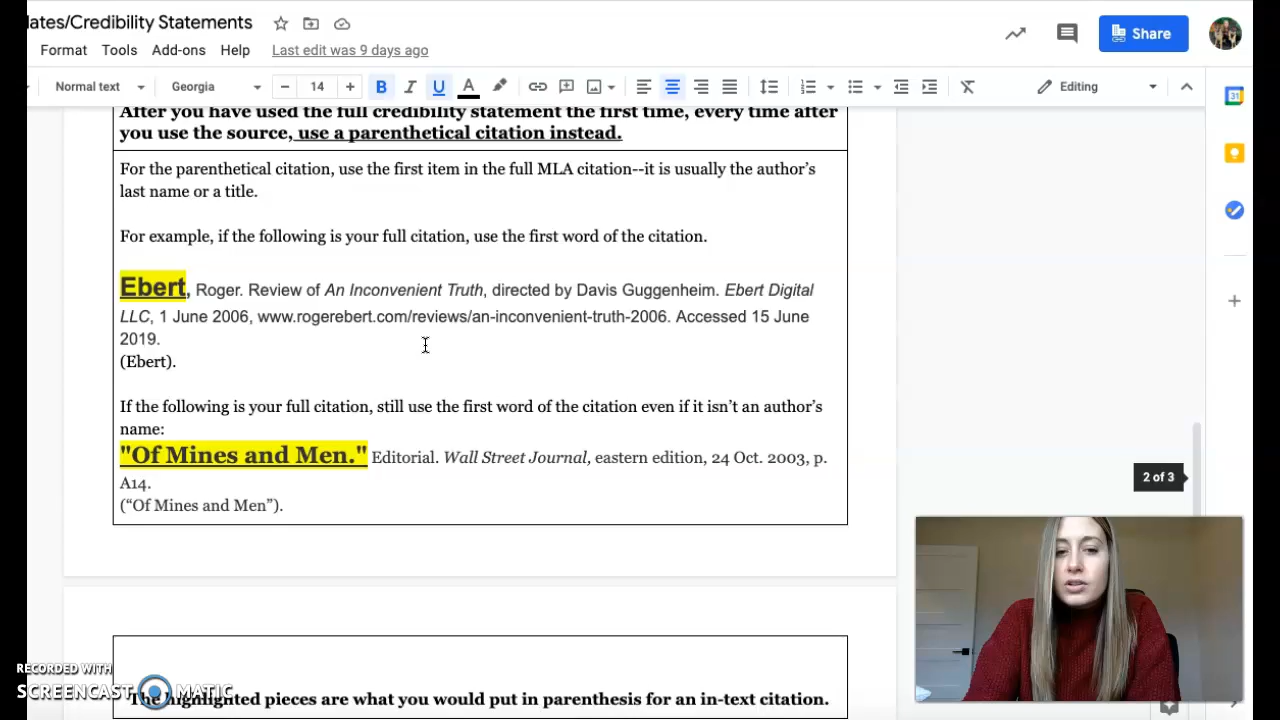 lates/Credibility Statements
Format Tools Add-ons Help Last edit was 9 days ago
Share
Normal text Georgia 14 B I U A Editing
31
After you have used the full credibility statement the first time, every time after
you use the source, use a parenthetical citation instead.
For the parenthetical citation, use the first item in the full MLA citation--it is usually the author’s
last name or a title.
For example, if the following is your full citation, use the first word of the citation.
Ebert, Roger. Review of An Inconvenient Truth, directed by Davis Guggenheim. Ebert Digital
LLC, 1 June 2006, www.rogerebert.com/reviews/an-inconvenient-truth-2006. Accessed 15 June
2019.
(Ebert).
If the following is your full citation, still use the first word of the citation even if it isn’t an author’s
name:
"Of Mines and Men." Editorial. Wall Street Journal, eastern edition, 24 Oct. 2003, p.
A14.
(“Of Mines and Men”).
2 of 3
The highlighted pieces are what you would put in parenthesis for an in-text citation.
RECORDED WITH
SCREENCAST MATIC